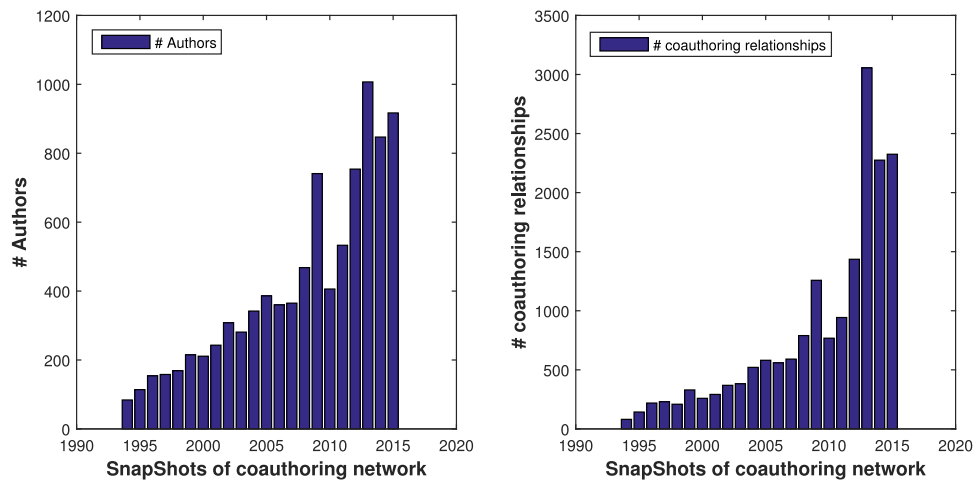 # Authors
1200
1000
800
600
400
200
0
# Authors
1990 1995 2000 2005 2010 2015 2020
SnapShots of coauthoring network
# coauthoring relationships
3500
3000
2500
2000
1500
1000
500
0
# coauthoring relationships
1990 1995 2000 2005 2010 2015 2020
SnapShots of coauthoring network